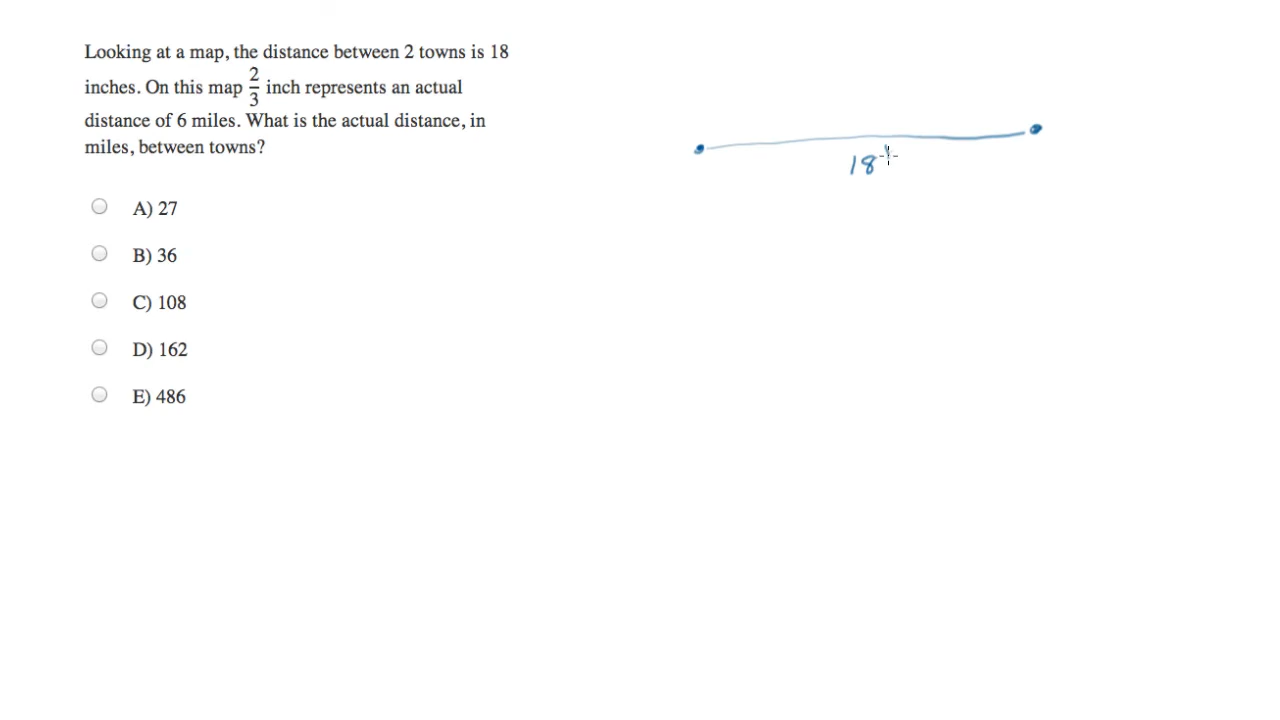 Looking at a map, the distance between 2 towns is 18
inches. On this map 2/3 inch represents an actual
distance of 6 miles. What is the actual distance, in
miles, between towns?
A) 27
B) 36
C) 108
D) 162
E) 486
18